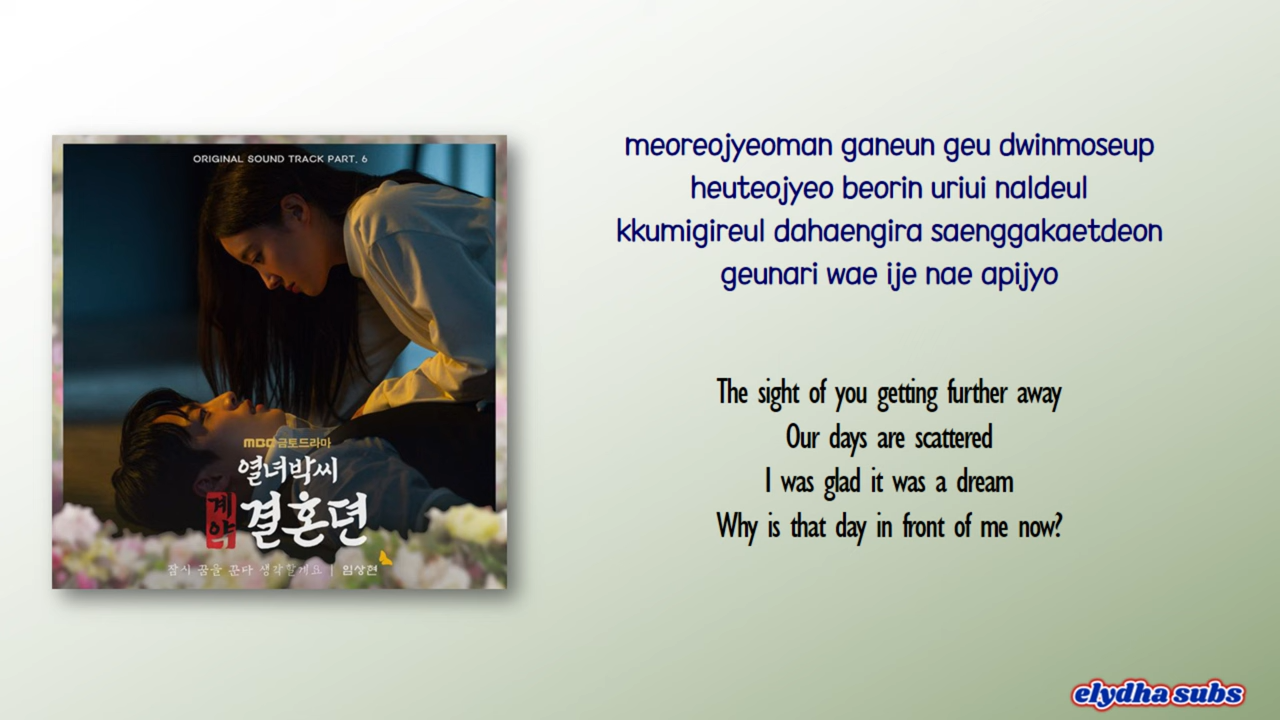 ORIGINAL SOUND TRACK PART. 6
MBC 금토드라마
열녀박씨
계약
결혼뎐
잠시 꿈을 꾼다 생각할게요 | 임상현
meoreojyeoman ganeun geu dwinmoseup
heuteojyeo beorin uriui naldeul
kkumigireul dahaengira saenggakaetdeon
geunari wae ije nae apijyo
The sight of you getting further away
Our days are scattered
I was glad it was a dream
Why is that day in front of me now?
elydha subs